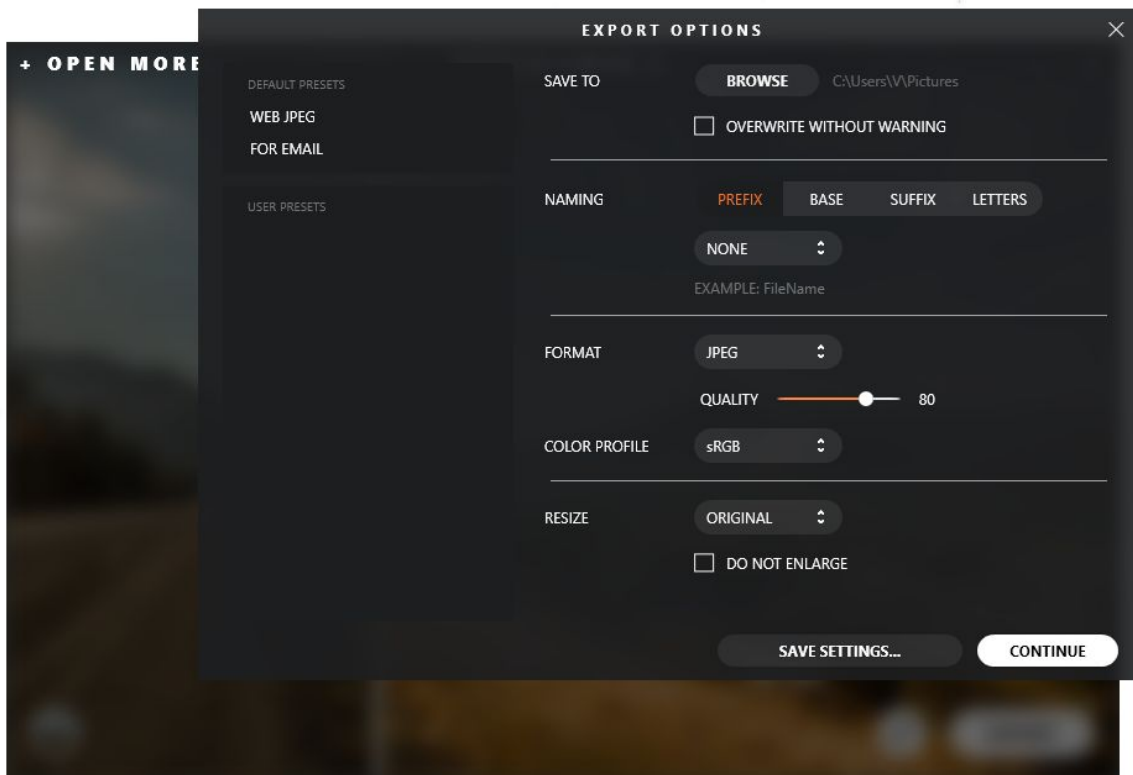 EXPORT OPTIONS
+ OPEN MORE
DEFAULT PRESETS
WEB JPEG
FOR EMAIL
USER PRESETS
SAVE TO BROWSE C:\Users\V\Pictures
OVERWRITE WITHOUT WARNING
NAMING PREFIX BASE SUFFIX LETTERS
NONE
EXAMPLE: FileName
FORMAT JPEG
QUALITY 80
COLOR PROFILE sRGB
RESIZE ORIGINAL
DO NOT ENLARGE
SAVE SETTINGS... CONTINUE